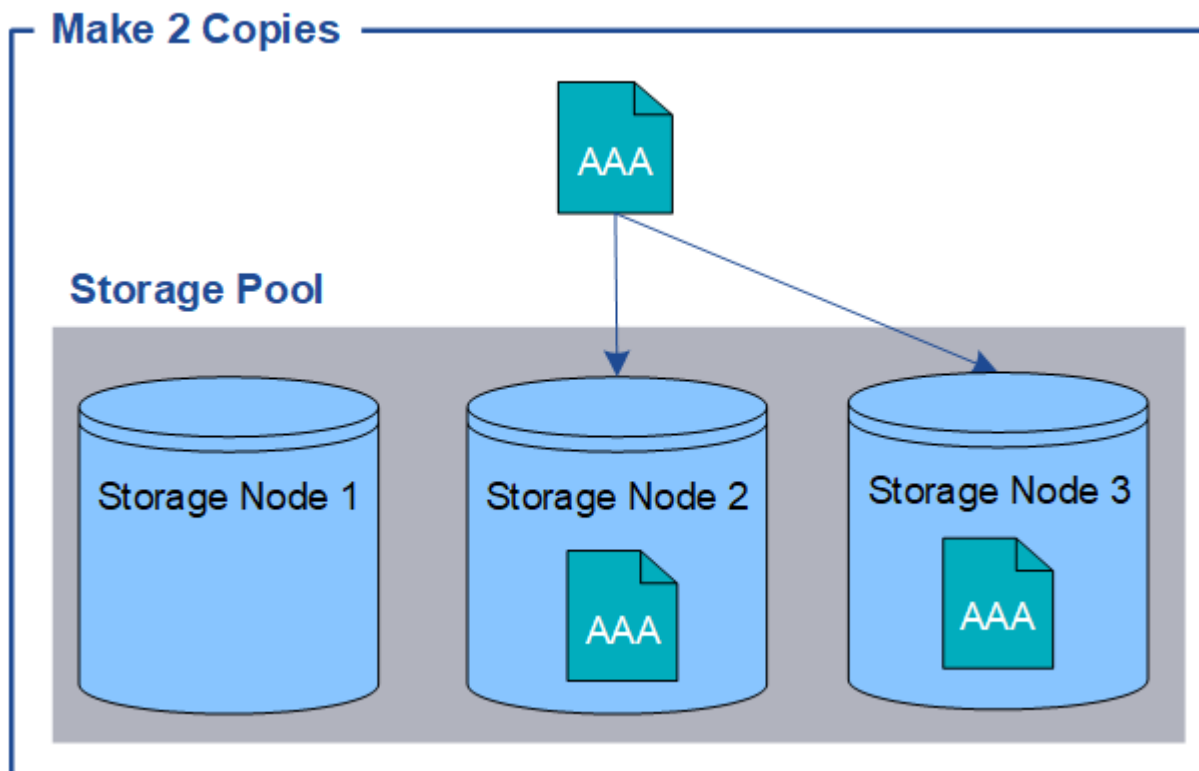 Make 2 Copies
AAA
Storage Pool
Storage Node 1
Storage Node 2
Storage Node 3
AAA
AAA